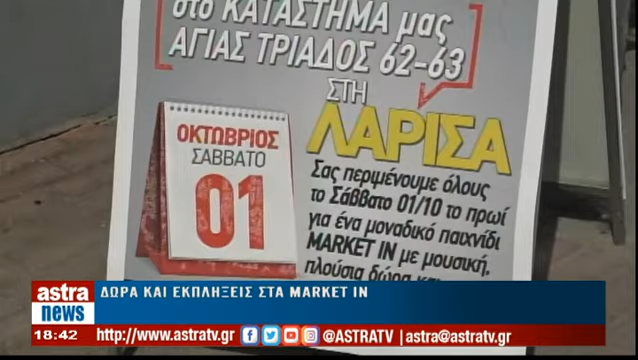 στο ΚΑΤΑΣΤΗΜΑ μας
ΑΓΙΑΣ ΤΡΙΑΔΟΣ 62-63
ΣΤΗ
ΛΑΡΙΣΑ
ΟΚΤΩΒΡΙΟΣ
ΣΑΒΒΑΤΟ
01
Σας περιμένουμε όλους
το Σάββατο 01/10 το πρωί
για ένα μοναδικό παιχνίδι
MARKET IN με μουσική,
πλούσια δώρα και
astra
news
ΔΩΡΑ ΚΑΙ ΕΚΠΛΗΞΕΙΣ ΣΤΑ MARKET IN
18:42
http://www.astratv.gr
@ASTRATV
astra@astratv.gr